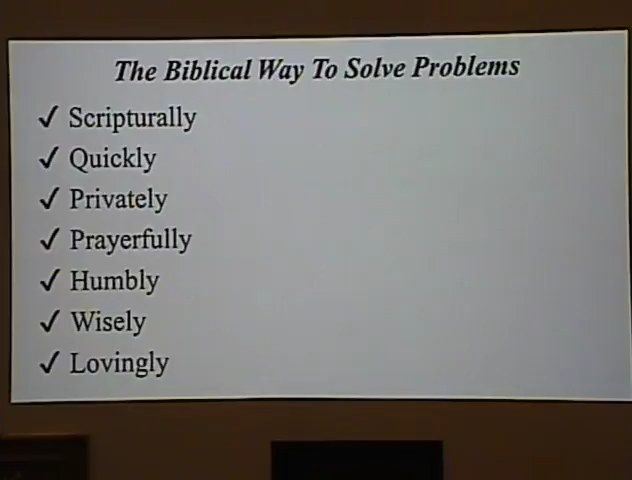 The Biblical Way To Solve Problems
✓ Scripturally
✓ Quickly
✓ Privately
✓ Prayerfully
✓ Humbly
✓ Wisely
✓ Lovingly